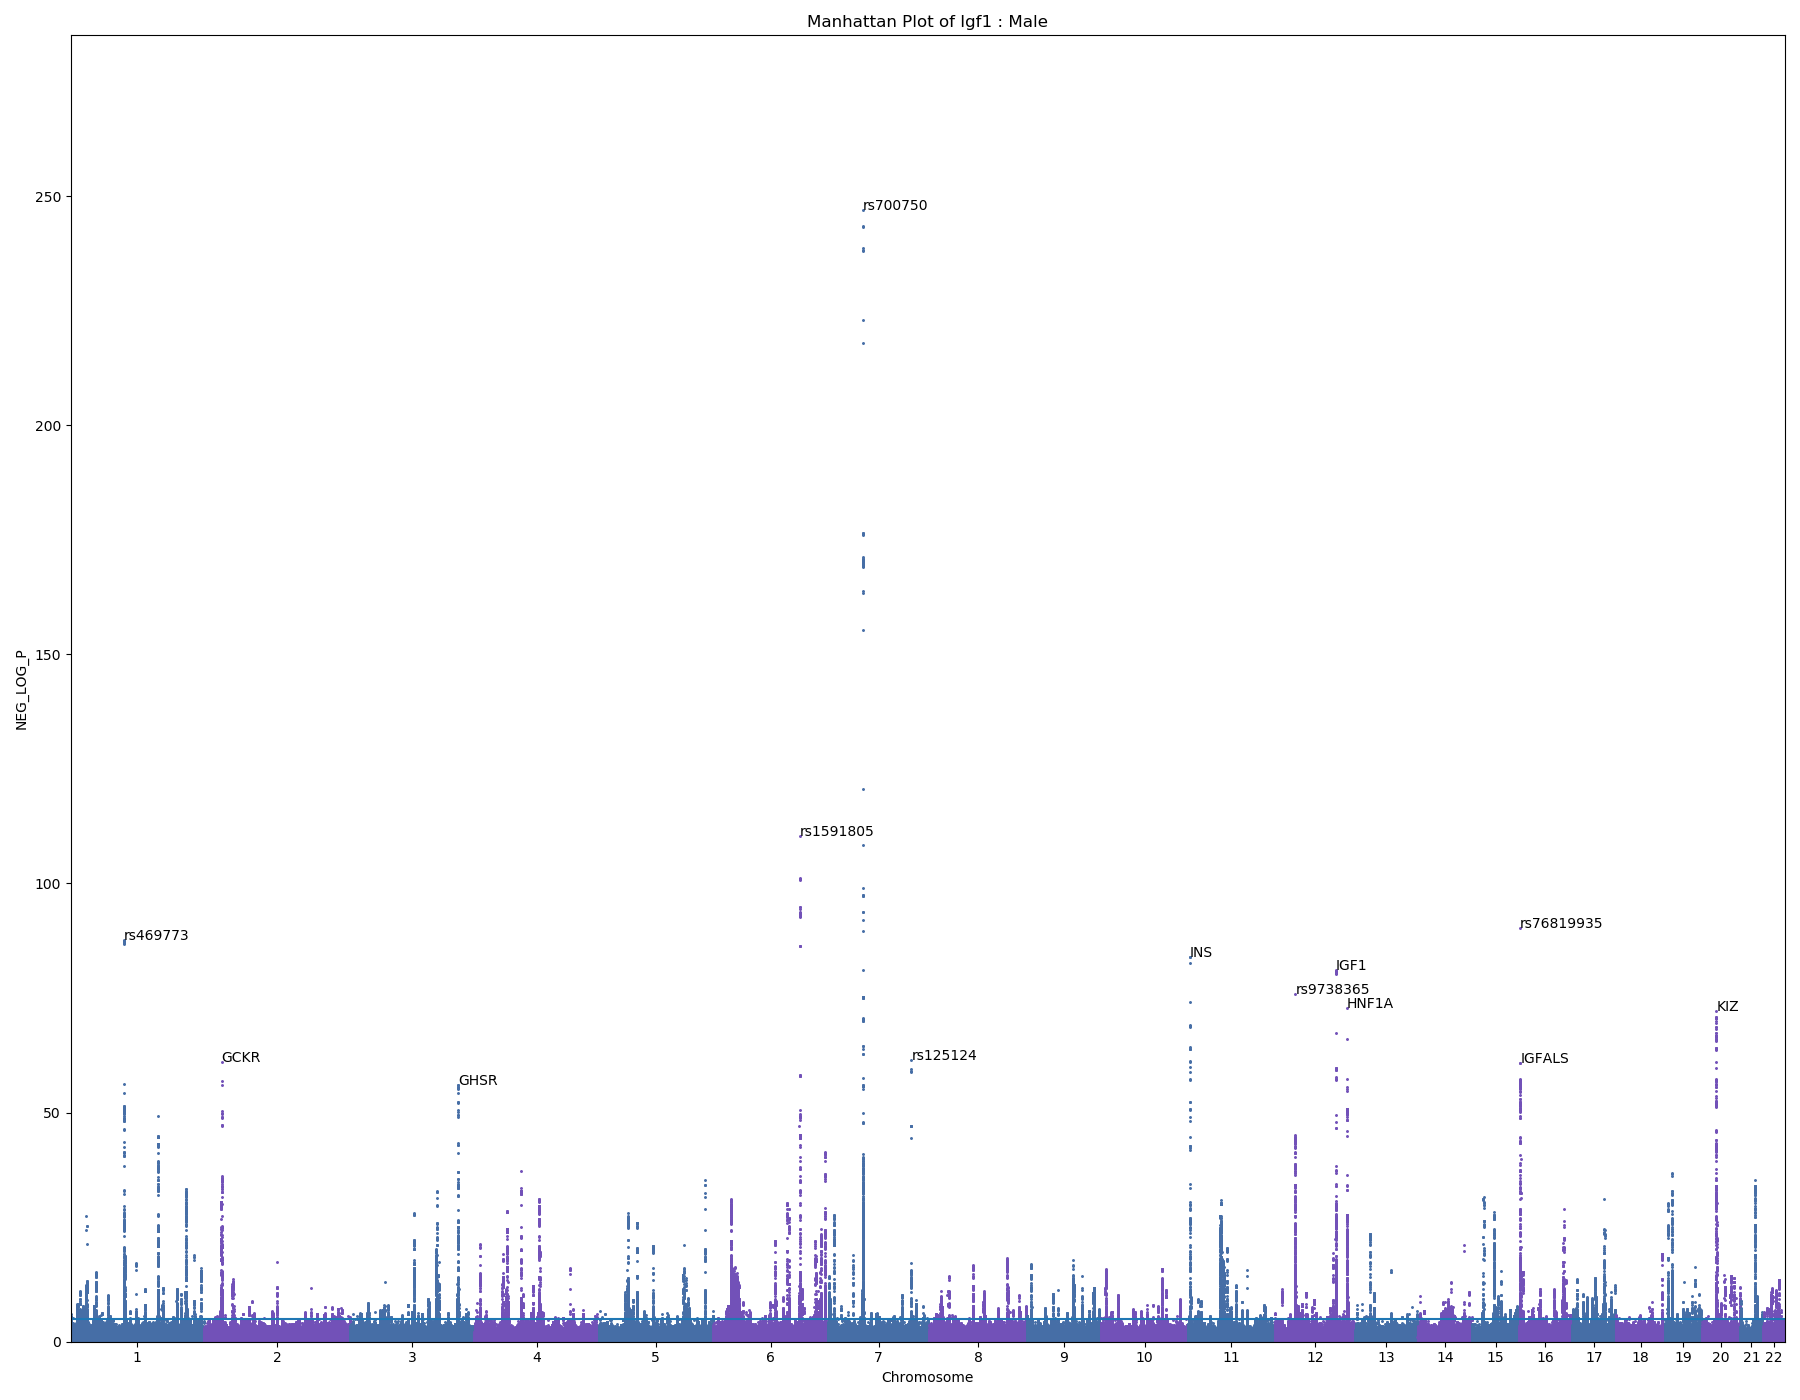 Manhattan Plot of Igf1 : Male
NEG_LOG_P
250
200
150
100
50
0
rs700750
rs1591805
rs76819935
rs469773
INS
IGF1
rs9738365
HNF1A
KIZ
GCKR
rs125124
IGFALS
GHSR
1 2 3 4 5 6 7 8 9 10 11 12 13 14 15 16 17 18 19 20 21 22
Chromosome